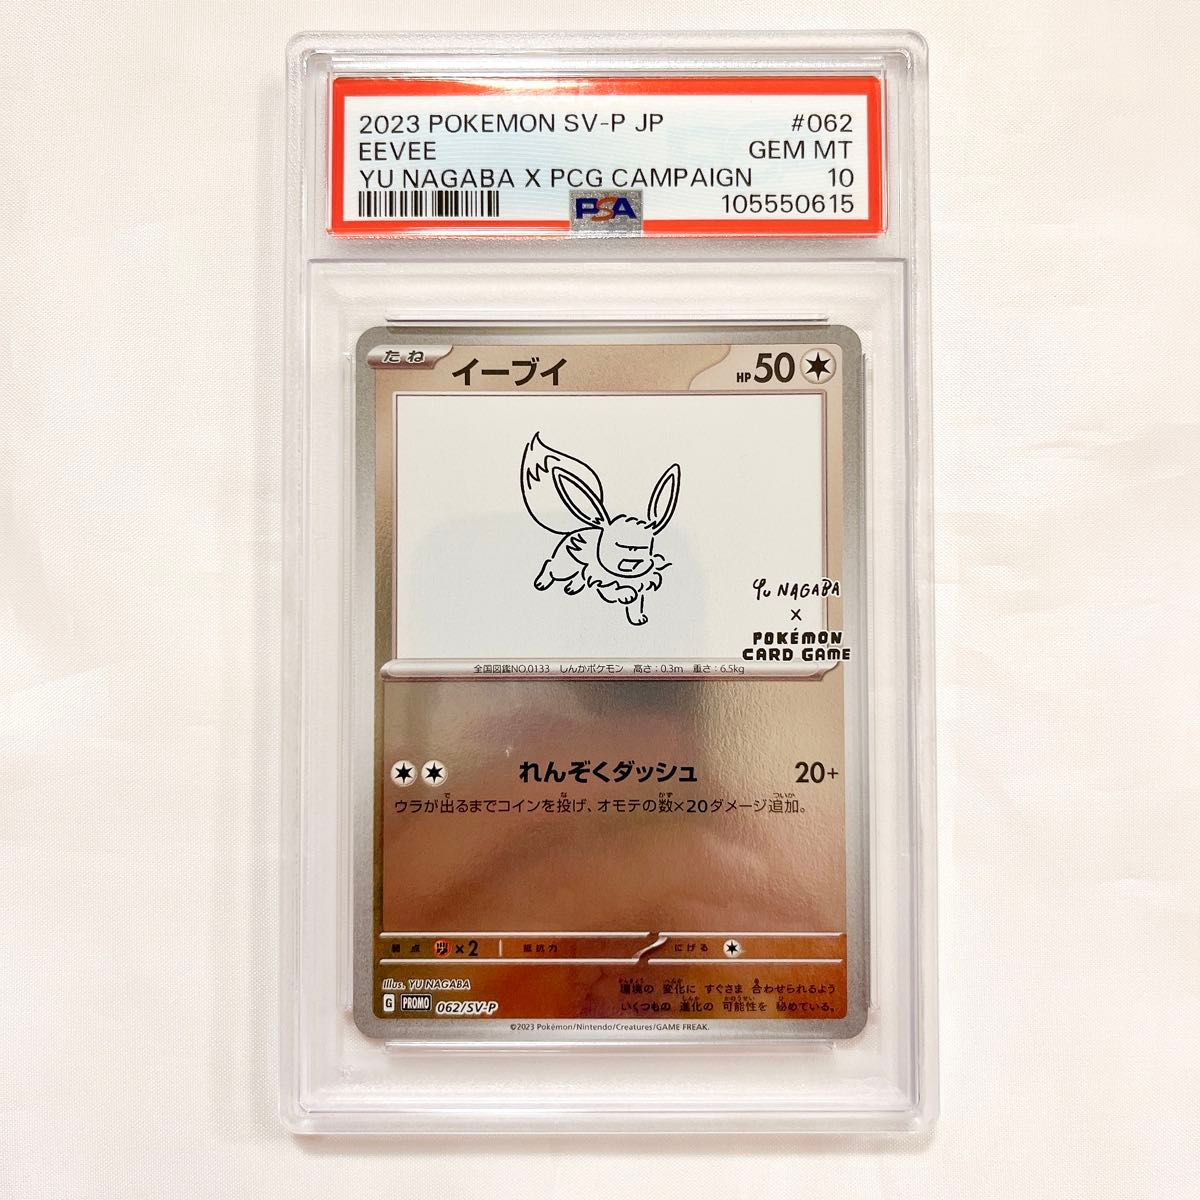 2023 POKEMON SV-P JP #062
EEVEE GEM MT
YU NAGABA X PCG CAMPAIGN 10
PSA 105550615
たね イーブイ HP 50
YU NAGABA
X
POKÉMON
CARD GAME
全国図鑑NO.0133 しんかポケモン 高さ:0.3m 重さ:6.5kg
れんぞくダッシュ 20+
ウラが出るまでコインを投げ、オモテの数×20ダメージ追加。
弱点 ×2 抵抗力 にげる
Illus. YU NAGABA
環境の 変化に すぐさま 合わせられるよう
G PROMO 062/SV-P いくつもの 進化の 可能性を 秘めている。
©2023 Pokémon/Nintendo/Creatures/GAME FREAK.